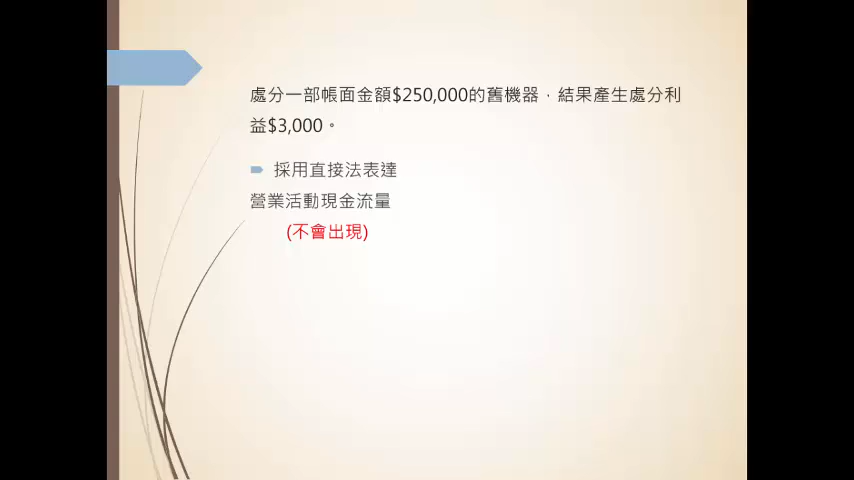 處分一部帳面金額$250,000的舊機器，結果產生處分利
益$3,000。
採用直接法表達
營業活動現金流量
(不會出現)